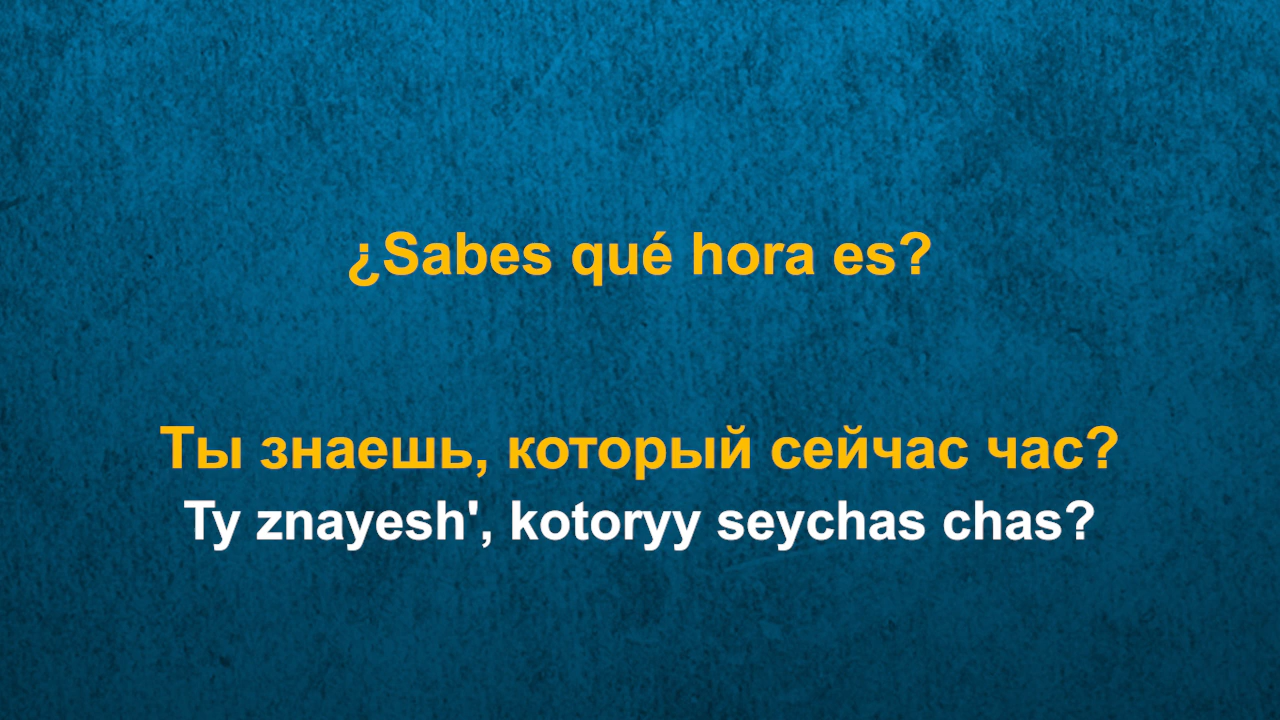 ¿Sabes qué hora es?
Ты знаешь, который сейчас час?
Ty znayesh', kotoryy seychas chas?